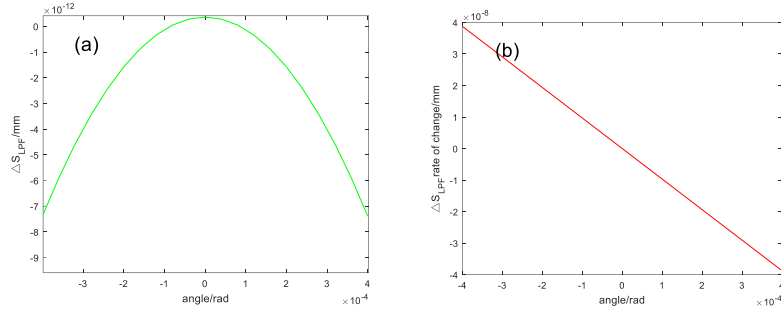 ×10⁻¹²
(a)
0
-1
-2
-3
-4
-5
-6
-7
-8
-9
△S_LPF/mm
-3 -2 -1 0 1 2 3 4
angle/rad
×10⁻⁴
4 ×10⁻⁸
(b)
3
2
1
0
-1
-2
-3
-4
△S_LPF rate of change/mm
-4 -3 -2 -1 0 1 2 3 4
angle/rad
×10⁻⁴